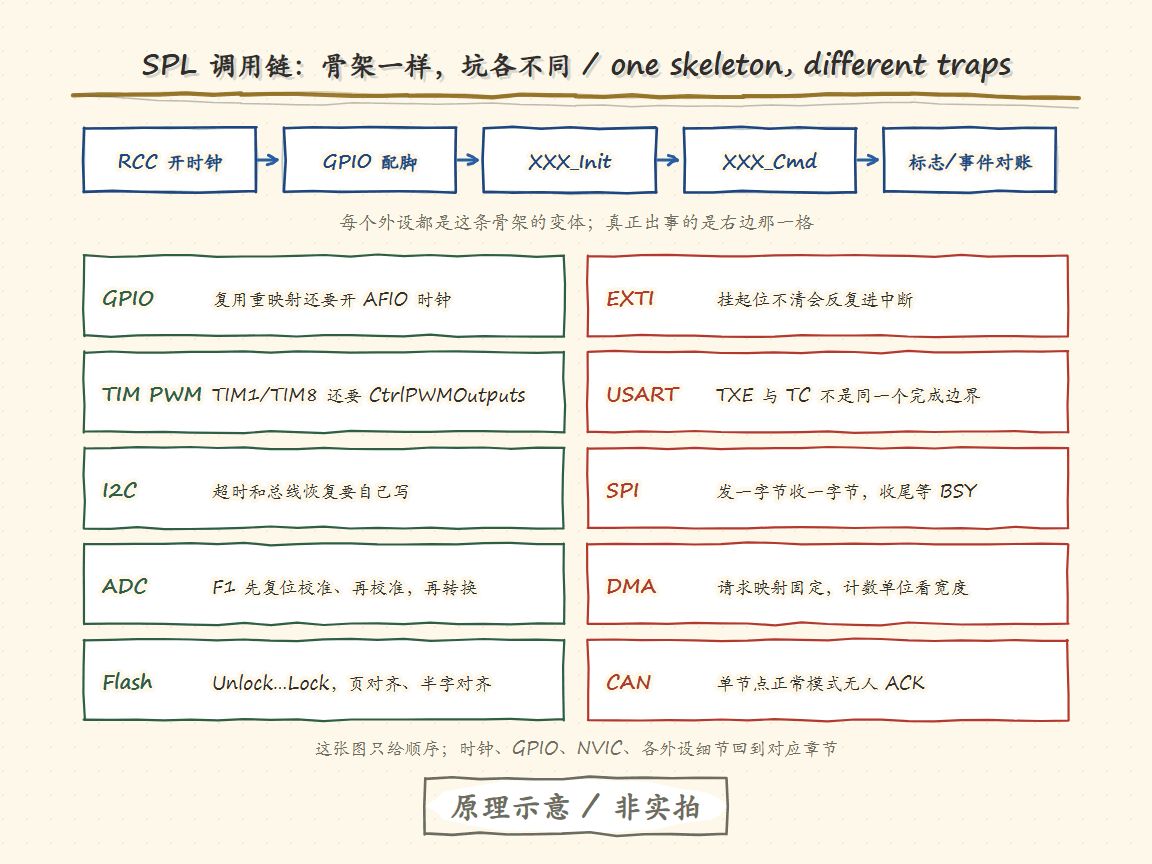 SPL 调用链：骨架一样，坑各不同 / one skeleton, different traps
RCC 开时钟
GPIO 配脚
XXX_Init
XXX_Cmd
标志/事件对账
每个外设都是这条骨架的变体；真正出事的是右边那一格
GPIO 复用重映射还要开 AFIO 时钟
EXTI 挂起位不清会反复进中断
TIM PWM TIM1/TIM8 还要 CtrlPWMOutputs
USART TXE 与 TC 不是同一个完成边界
I2C 超时和总线恢复要自己写
SPI 发一字节收一字节，收尾等 BSY
ADC F1 先复位校准、再校准，再转换
DMA 请求映射固定，计数单位看宽度
Flash Unlock…Lock，页对齐、半字对齐
CAN 单节点正常模式无人 ACK
这张图只给顺序；时钟、GPIO、NVIC、各外设细节回到对应章节
原理示意 / 非实拍